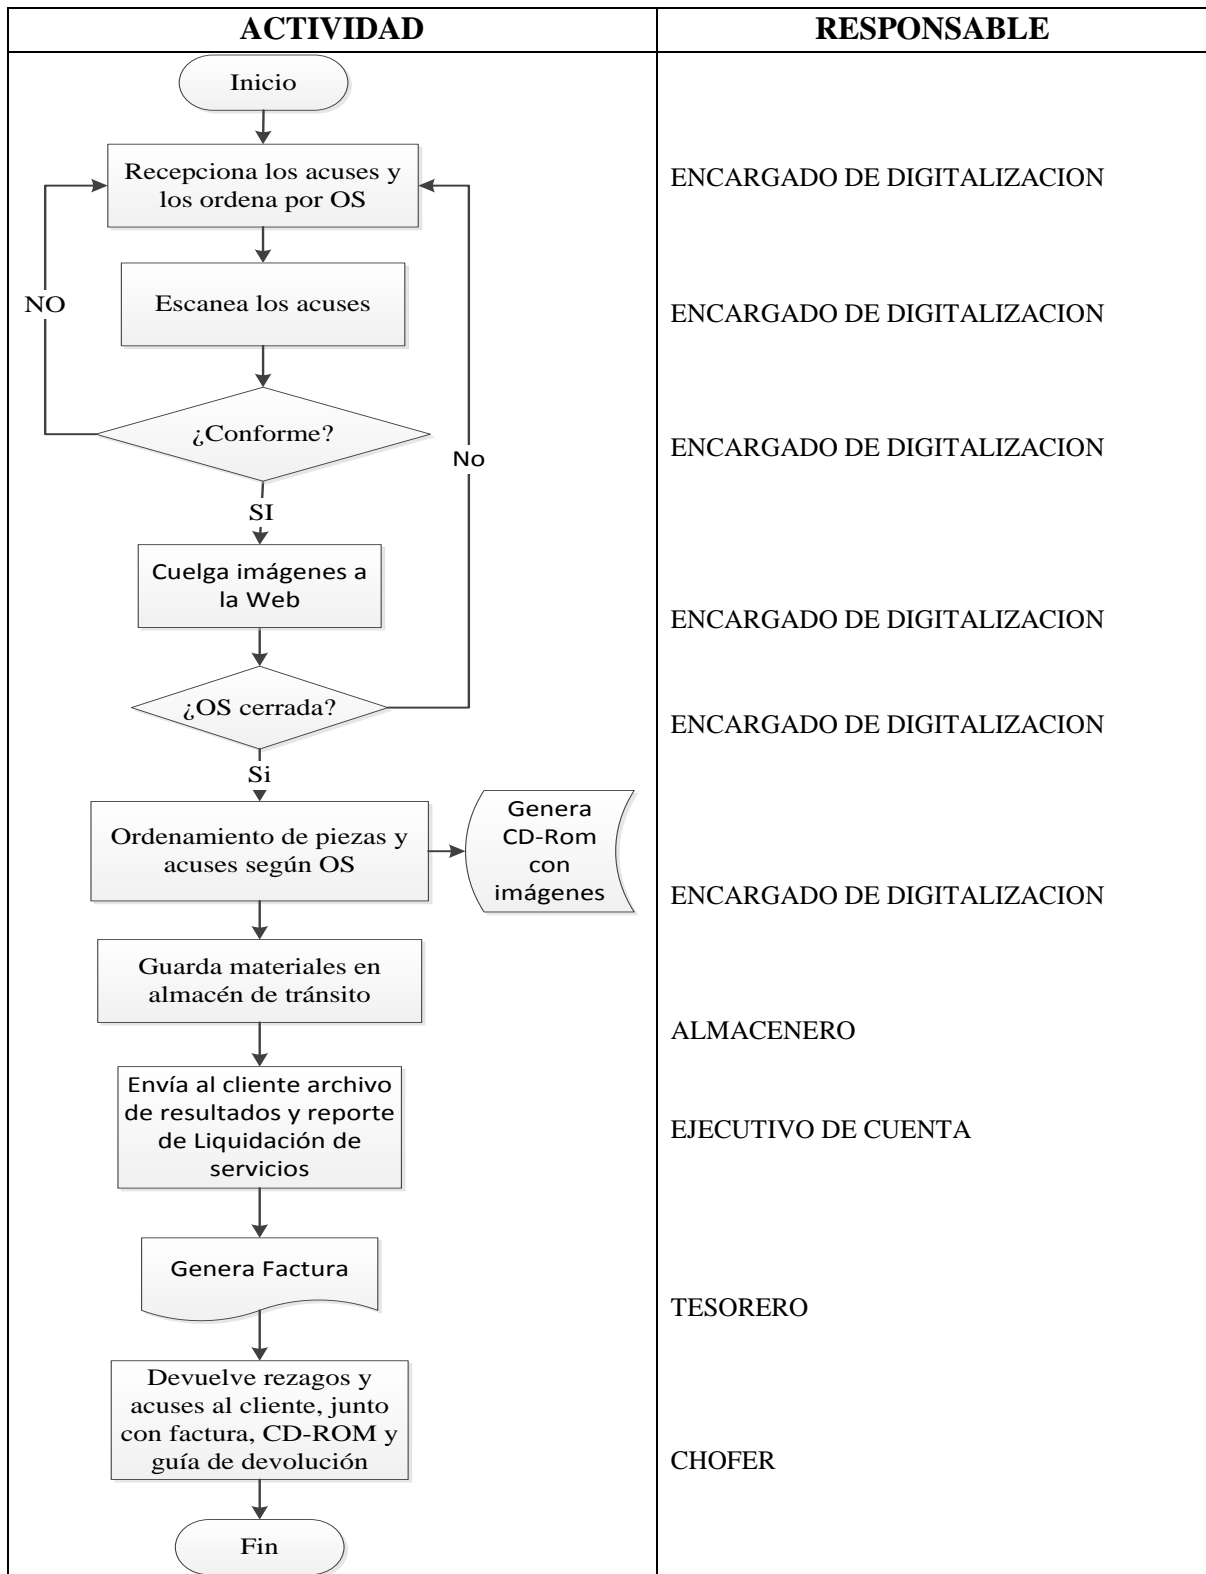 ACTIVIDAD
RESPONSABLE
Inicio
Recepciona los acuses y
los ordena por OS
ENCARGADO DE DIGITALIZACION
NO
Escanea los acuses
ENCARGADO DE DIGITALIZACION
¿Conforme?
ENCARGADO DE DIGITALIZACION
No
SI
Cuelga imágenes a
la Web
ENCARGADO DE DIGITALIZACION
¿OS cerrada?
ENCARGADO DE DIGITALIZACION
Si
Ordenamiento de piezas y
acuses según OS
Genera
CD-Rom
con
imágenes
ENCARGADO DE DIGITALIZACION
Guarda materiales en
almacén de tránsito
ALMACENERO
Envía al cliente archivo
de resultados y reporte
de Liquidación de
servicios
EJECUTIVO DE CUENTA
Genera Factura
TESORERO
Devuelve rezagos y
acuses al cliente, junto
con factura, CD-ROM y
guía de devolución
CHOFER
Fin